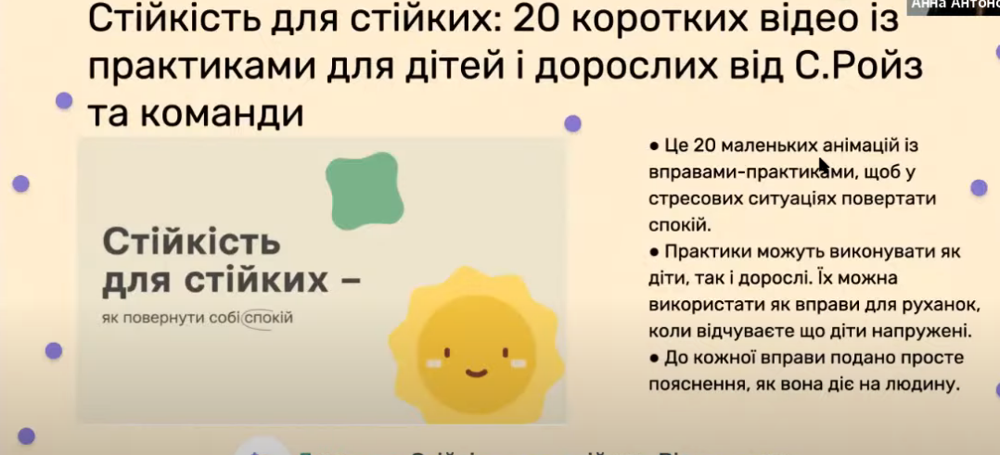 Анна Антоно
Стійкість для стійких: 20 коротких відео із
практиками для дітей і дорослих від С.Ройз
та команди
Стійкість
для стійких –
як повернути собі спокій
● Це 20 маленьких анімацій із
вправами-практиками, щоб у
стресових ситуаціях повертати
спокій.
● Практики можуть виконувати як
діти, так і дорослі. Їх можна
використати як вправи для руханок,
коли відчуваєте що діти напружені.
● До кожної вправи подано просте
пояснення, як вона діє на людину.